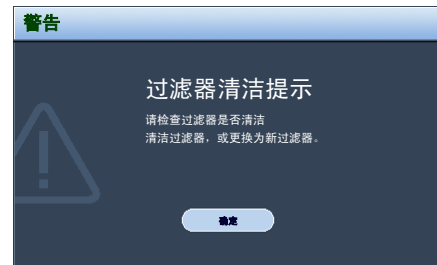 警告
过滤器清洁提示
请检查过滤器是否清洁
清洁过滤器，或更换为新过滤器。
确定